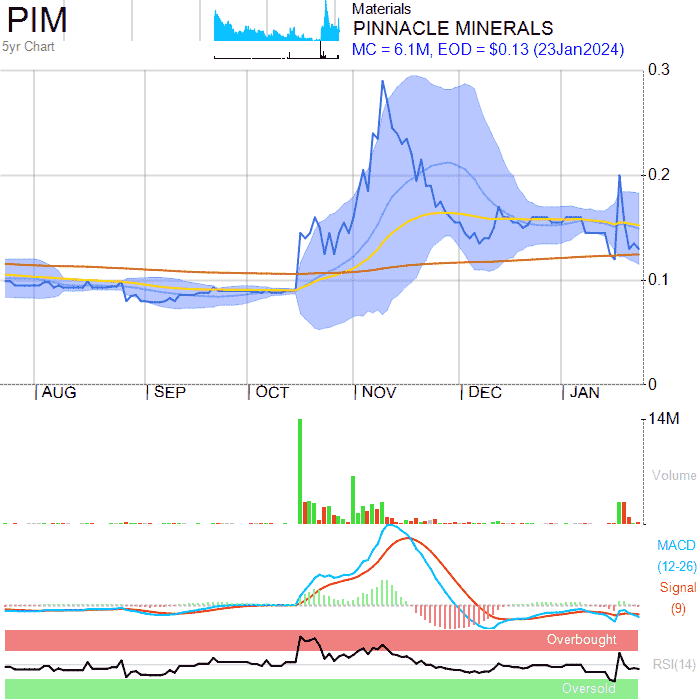 PIM
5yr Chart
Materials
PINNACLE MINERALS
MC = 6.1M, EOD = $0.13 (23Jan2024)
0.3
0.2
0.1
0
AUG SEP OCT NOV DEC JAN
14M
Volume
MACD
(12-26)
Signal
(9)
Overbought
RSI(14)
Oversold